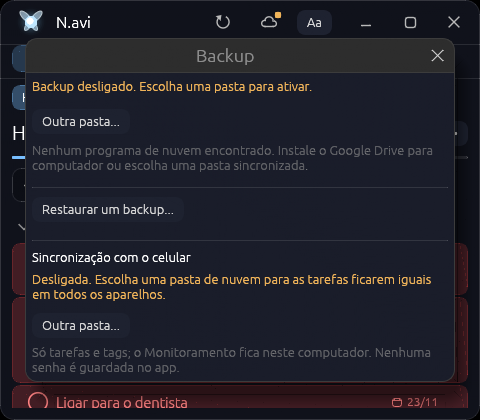 N.avi
Aa
Backup
Backup desligado. Escolha uma pasta para ativar.
Outra pasta...
Nenhum programa de nuvem encontrado. Instale o Google Drive para
computador ou escolha uma pasta sincronizada.
Restaurar um backup...
Sincronização com o celular
Desligada. Escolha uma pasta de nuvem para as tarefas ficarem iguais
em todos os aparelhos.
Outra pasta...
Só tarefas e tags; o Monitoramento fica neste computador. Nenhuma
senha é guardada no app.
Ligar para o dentista
23/11